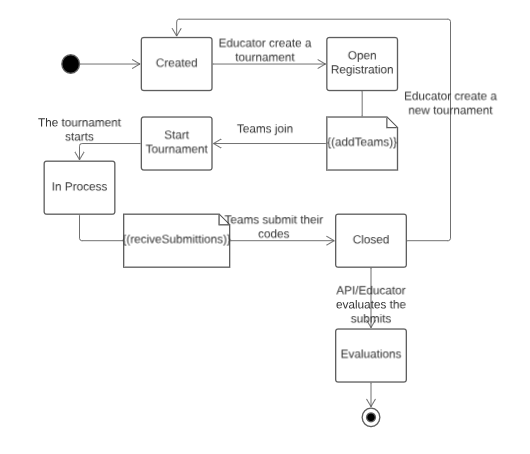 Created
Educator create a
tournament
Open
Registration
Educator create a
new tournament
The tournament
starts
Start
Tournament
Teams join
{(addTeams)}
In Process
{(reciveSubmittions)}
Teams submit their
codes
Closed
API/Educator
evaluates the
submits
Evaluations